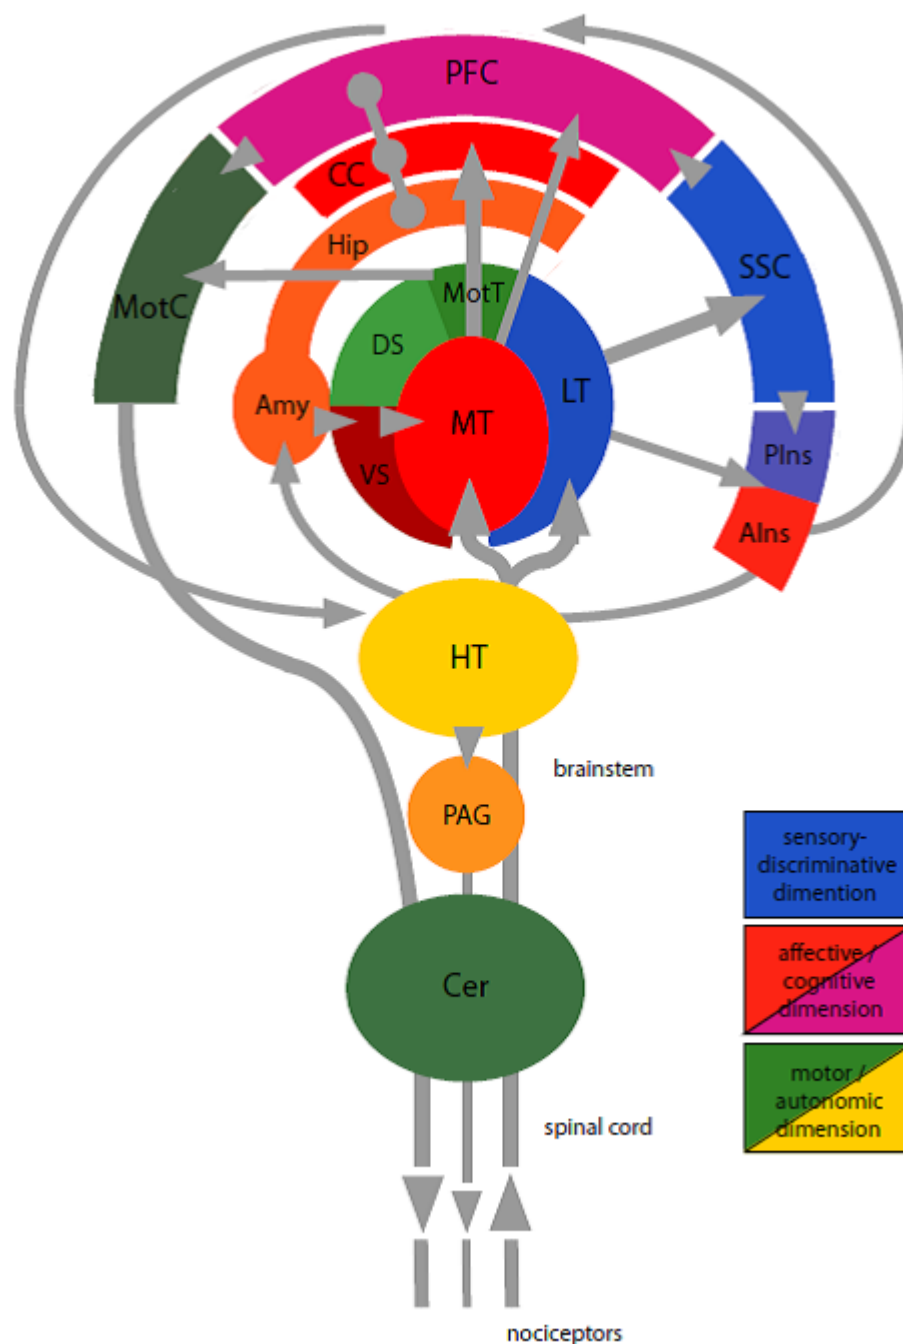 PFC
CC
Hip
SSC
MotC
MotT
DS
LT
Amy
MT
PIns
VS
AIns
HT
brainstem
PAG
sensory-
discriminative
dimention
affective /
cognitive
dimension
Cer
motor /
autonomic
dimension
spinal cord
nociceptors